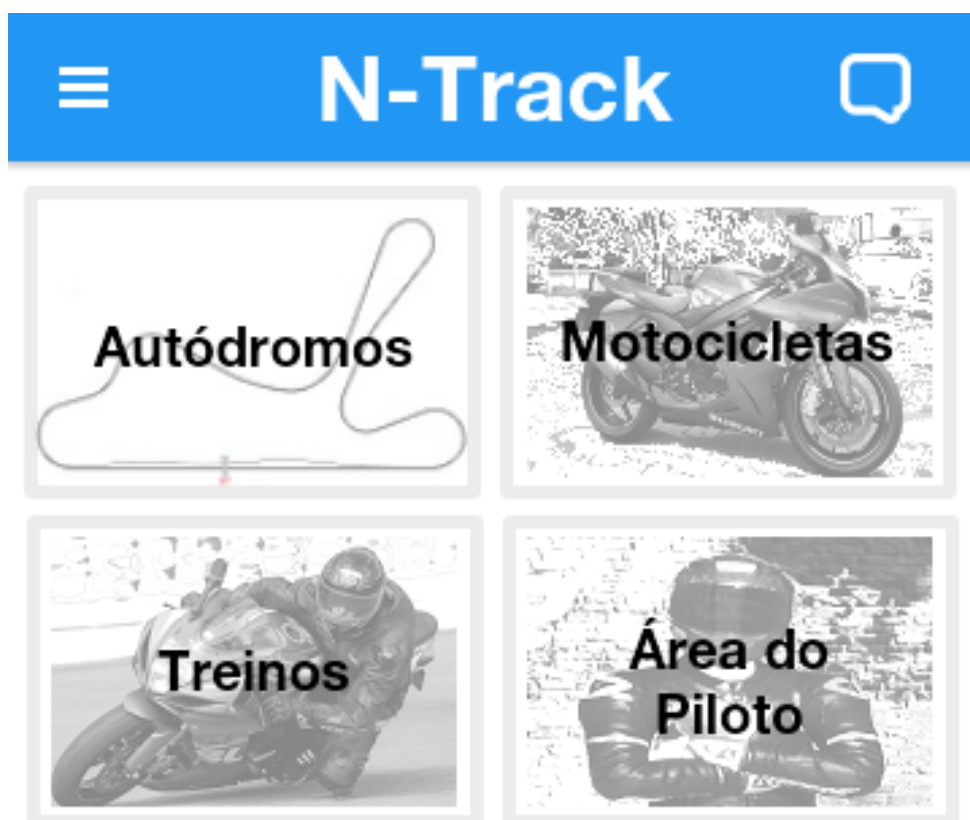 N-Track
Autódromos
Motocicletas
Treinos
Área do
Piloto